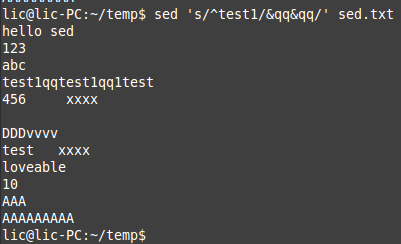 lic@lic-PC:~/temp$ sed 's/^test1/&qq&qq/' sed.txt
hello sed
123
abc
test1qqtest1qq1test
456     xxxx
DDDvvvv
test   xxxx
loveable
10
AAA
AAAAAAAAA
lic@lic-PC:~/temp$